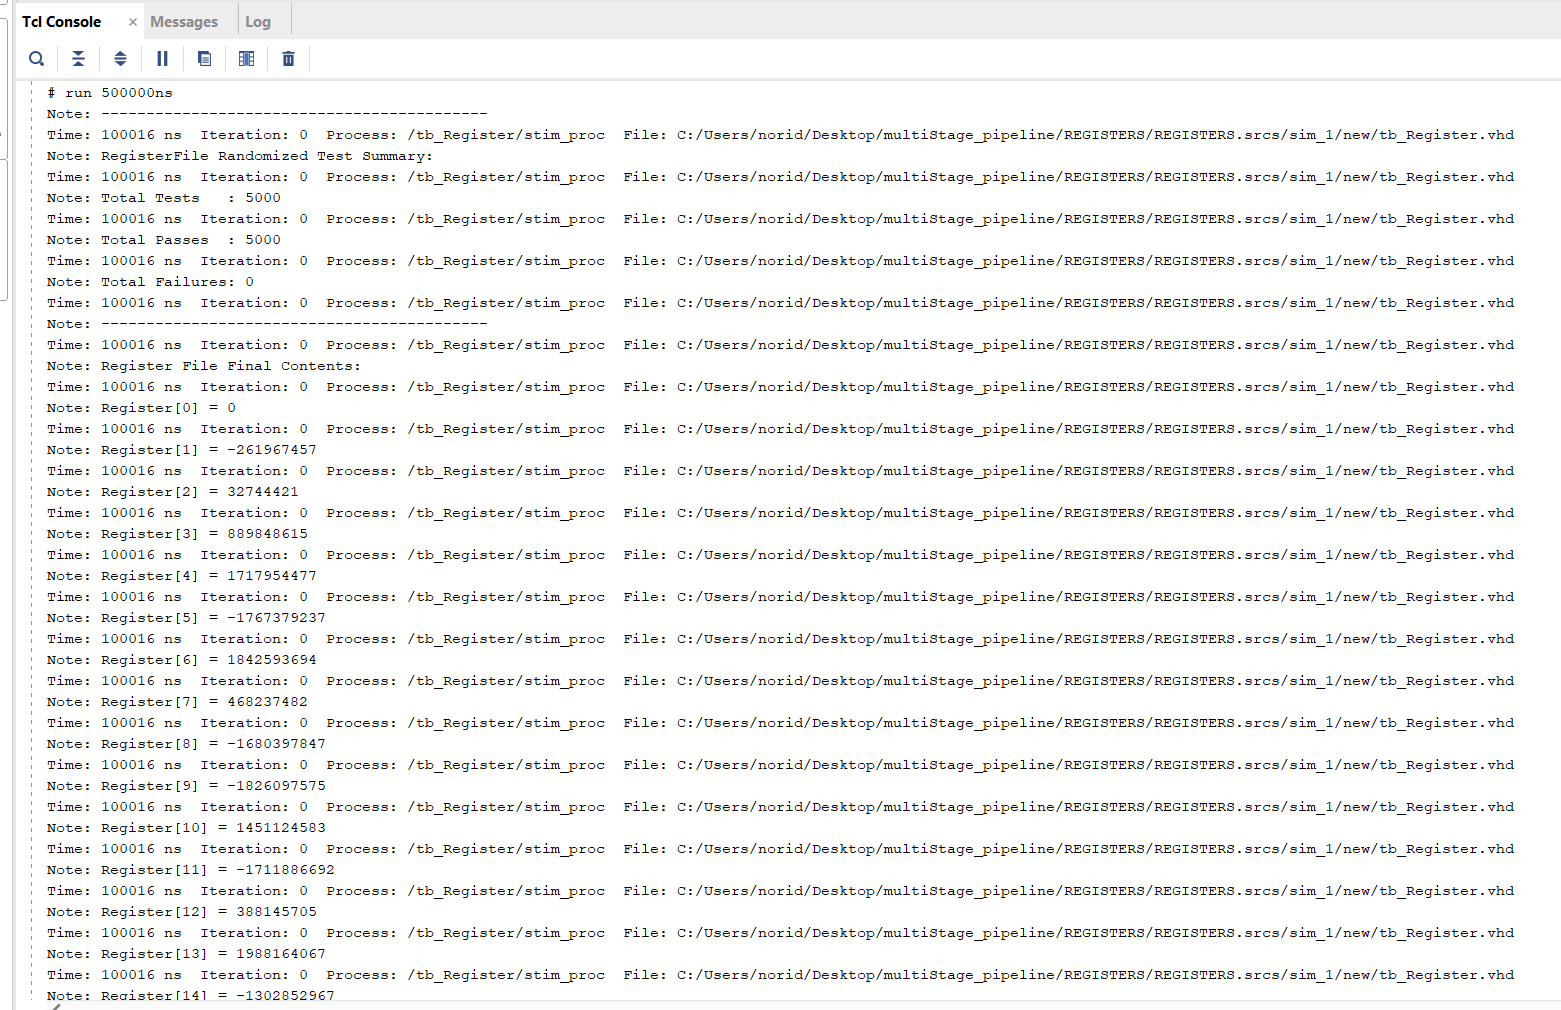 Tcl Console × Messages Log
# run 500000ns
Note: -------------------------------------------
Time: 100016 ns  Iteration: 0  Process: /tb_Register/stim_proc  File: C:/Users/norid/Desktop/multiStage_pipeline/REGISTERS/REGISTERS.srcs/sim_1/new/tb_Register.vhd
Note: RegisterFile Randomized Test Summary:
Time: 100016 ns  Iteration: 0  Process: /tb_Register/stim_proc  File: C:/Users/norid/Desktop/multiStage_pipeline/REGISTERS/REGISTERS.srcs/sim_1/new/tb_Register.vhd
Note: Total Tests   : 5000
Time: 100016 ns  Iteration: 0  Process: /tb_Register/stim_proc  File: C:/Users/norid/Desktop/multiStage_pipeline/REGISTERS/REGISTERS.srcs/sim_1/new/tb_Register.vhd
Note: Total Passes  : 5000
Time: 100016 ns  Iteration: 0  Process: /tb_Register/stim_proc  File: C:/Users/norid/Desktop/multiStage_pipeline/REGISTERS/REGISTERS.srcs/sim_1/new/tb_Register.vhd
Note: Total Failures: 0
Time: 100016 ns  Iteration: 0  Process: /tb_Register/stim_proc  File: C:/Users/norid/Desktop/multiStage_pipeline/REGISTERS/REGISTERS.srcs/sim_1/new/tb_Register.vhd
Note: -------------------------------------------
Time: 100016 ns  Iteration: 0  Process: /tb_Register/stim_proc  File: C:/Users/norid/Desktop/multiStage_pipeline/REGISTERS/REGISTERS.srcs/sim_1/new/tb_Register.vhd
Note: Register File Final Contents:
Time: 100016 ns  Iteration: 0  Process: /tb_Register/stim_proc  File: C:/Users/norid/Desktop/multiStage_pipeline/REGISTERS/REGISTERS.srcs/sim_1/new/tb_Register.vhd
Note: Register[0] = 0
Time: 100016 ns  Iteration: 0  Process: /tb_Register/stim_proc  File: C:/Users/norid/Desktop/multiStage_pipeline/REGISTERS/REGISTERS.srcs/sim_1/new/tb_Register.vhd
Note: Register[1] = -261967457
Time: 100016 ns  Iteration: 0  Process: /tb_Register/stim_proc  File: C:/Users/norid/Desktop/multiStage_pipeline/REGISTERS/REGISTERS.srcs/sim_1/new/tb_Register.vhd
Note: Register[2] = 32744421
Time: 100016 ns  Iteration: 0  Process: /tb_Register/stim_proc  File: C:/Users/norid/Desktop/multiStage_pipeline/REGISTERS/REGISTERS.srcs/sim_1/new/tb_Register.vhd
Note: Register[3] = 889848615
Time: 100016 ns  Iteration: 0  Process: /tb_Register/stim_proc  File: C:/Users/norid/Desktop/multiStage_pipeline/REGISTERS/REGISTERS.srcs/sim_1/new/tb_Register.vhd
Note: Register[4] = 1717954477
Time: 100016 ns  Iteration: 0  Process: /tb_Register/stim_proc  File: C:/Users/norid/Desktop/multiStage_pipeline/REGISTERS/REGISTERS.srcs/sim_1/new/tb_Register.vhd
Note: Register[5] = -1767379237
Time: 100016 ns  Iteration: 0  Process: /tb_Register/stim_proc  File: C:/Users/norid/Desktop/multiStage_pipeline/REGISTERS/REGISTERS.srcs/sim_1/new/tb_Register.vhd
Note: Register[6] = 1842593694
Time: 100016 ns  Iteration: 0  Process: /tb_Register/stim_proc  File: C:/Users/norid/Desktop/multiStage_pipeline/REGISTERS/REGISTERS.srcs/sim_1/new/tb_Register.vhd
Note: Register[7] = 468237482
Time: 100016 ns  Iteration: 0  Process: /tb_Register/stim_proc  File: C:/Users/norid/Desktop/multiStage_pipeline/REGISTERS/REGISTERS.srcs/sim_1/new/tb_Register.vhd
Note: Register[8] = -1680397847
Time: 100016 ns  Iteration: 0  Process: /tb_Register/stim_proc  File: C:/Users/norid/Desktop/multiStage_pipeline/REGISTERS/REGISTERS.srcs/sim_1/new/tb_Register.vhd
Note: Register[9] = -1826097575
Time: 100016 ns  Iteration: 0  Process: /tb_Register/stim_proc  File: C:/Users/norid/Desktop/multiStage_pipeline/REGISTERS/REGISTERS.srcs/sim_1/new/tb_Register.vhd
Note: Register[10] = 1451124583
Time: 100016 ns  Iteration: 0  Process: /tb_Register/stim_proc  File: C:/Users/norid/Desktop/multiStage_pipeline/REGISTERS/REGISTERS.srcs/sim_1/new/tb_Register.vhd
Note: Register[11] = -1711886692
Time: 100016 ns  Iteration: 0  Process: /tb_Register/stim_proc  File: C:/Users/norid/Desktop/multiStage_pipeline/REGISTERS/REGISTERS.srcs/sim_1/new/tb_Register.vhd
Note: Register[12] = 388145705
Time: 100016 ns  Iteration: 0  Process: /tb_Register/stim_proc  File: C:/Users/norid/Desktop/multiStage_pipeline/REGISTERS/REGISTERS.srcs/sim_1/new/tb_Register.vhd
Note: Register[13] = 1988164067
Time: 100016 ns  Iteration: 0  Process: /tb_Register/stim_proc  File: C:/Users/norid/Desktop/multiStage_pipeline/REGISTERS/REGISTERS.srcs/sim_1/new/tb_Register.vhd
Note: Register[14] = -1302852967